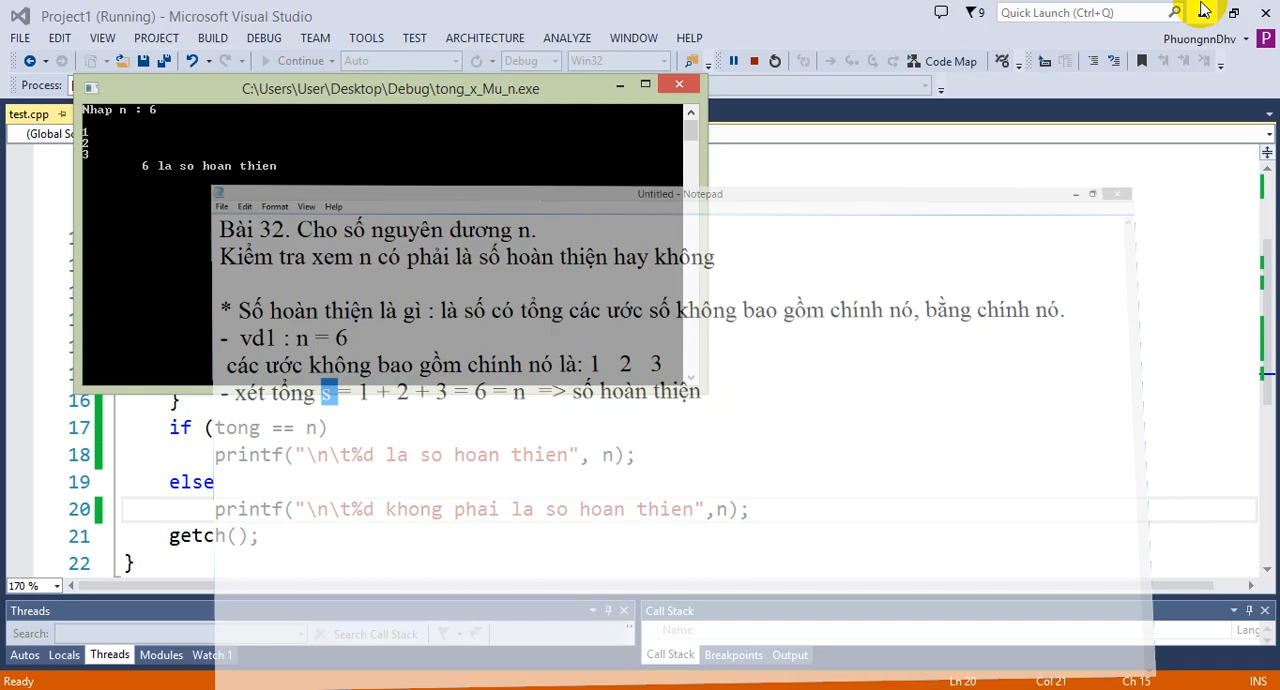 Project1 (Running) - Microsoft Visual Studio
9
Quick Launch (Ctrl+Q)
FILE EDIT VIEW PROJECT BUILD DEBUG TEAM TOOLS TEST ARCHITECTURE ANALYZE WINDOW HELP
PhuongnnDhv P
Continue Auto Debug Win32 Code Map
Process:
C:\Users\User\Desktop\Debug\tong_x_Mu_n.exe
test.cpp
(Global Sc
Nhap n : 6
1
2
3
6 la so hoan thien
Untitled - Notepad
File Edit Format View Help
Bài 32. Cho số nguyên dương n.
Kiểm tra xem n có phải là số hoàn thiện hay không
* Số hoàn thiện là gì : là số có tổng các ước số không bao gồm chính nó, bằng chính nó.
- vd1 : n = 6
các ước không bao gồm chính nó là: 1 2 3
- xét tổng s = 1 + 2 + 3 = 6 = n => số hoàn thiện
16 }
17 if (tong == n)
18 printf("\n\t%d la so hoan thien", n);
19 else
20 printf("\n\t%d khong phai la so hoan thien",n);
21 getch();
22 }
170 %
Threads
Call Stack
Search: Search Call Stack
Name Lang
Autos Locals Threads Modules Watch 1
Call Stack Breakpoints Output
Ready Ln 20 Col 21 Ch 15 INS